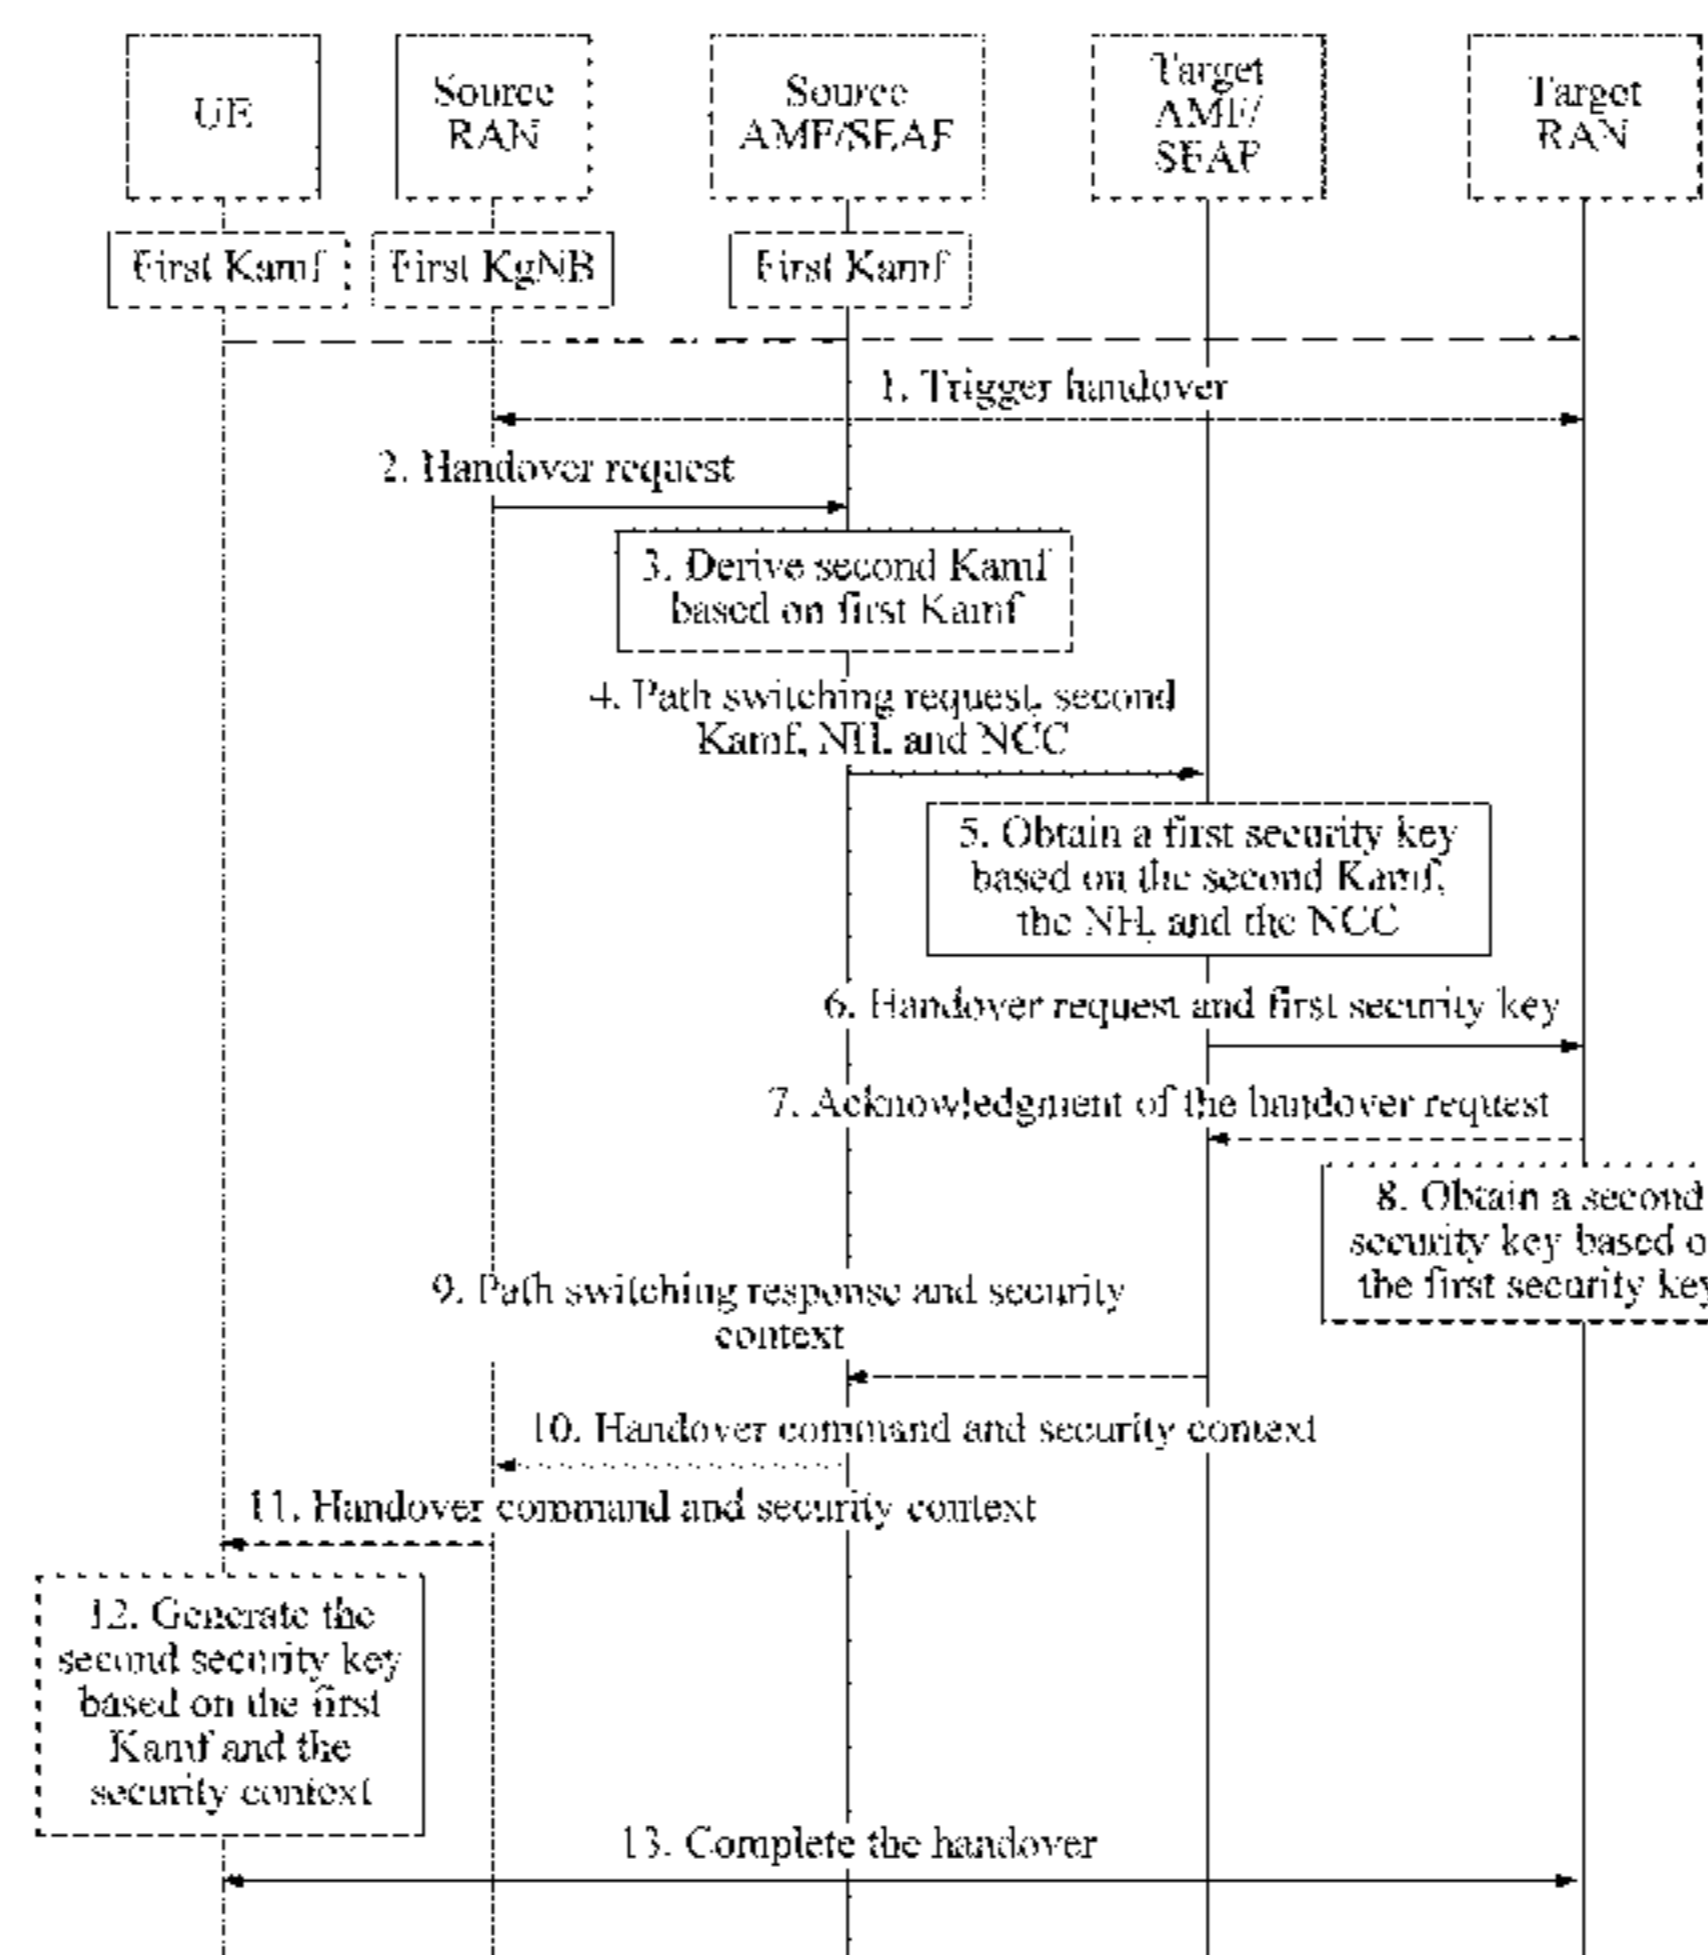 UE
Source
RAN
Source
AMF/SEAF
Target
AMF/
SEAF
Target
RAN
First Kamf
First KgNB
First Kamf
1. Trigger handover
2. Handover request
3. Derive second Kamf
based on first Kamf
4. Path switching request, second
Kamf, NH, and NCC
5. Obtain a first security key
based on the second Kamf,
the NH, and the NCC
6. Handover request and first security key
7. Acknowledgment of the handover request
8. Obtain a second
security key based
the first security
9. Path switching response and security
context
10. Handover command and security context
11. Handover command and security context
12. Generate the
second security key
based on the first
Kamf and the
security context
13. Complete the handover